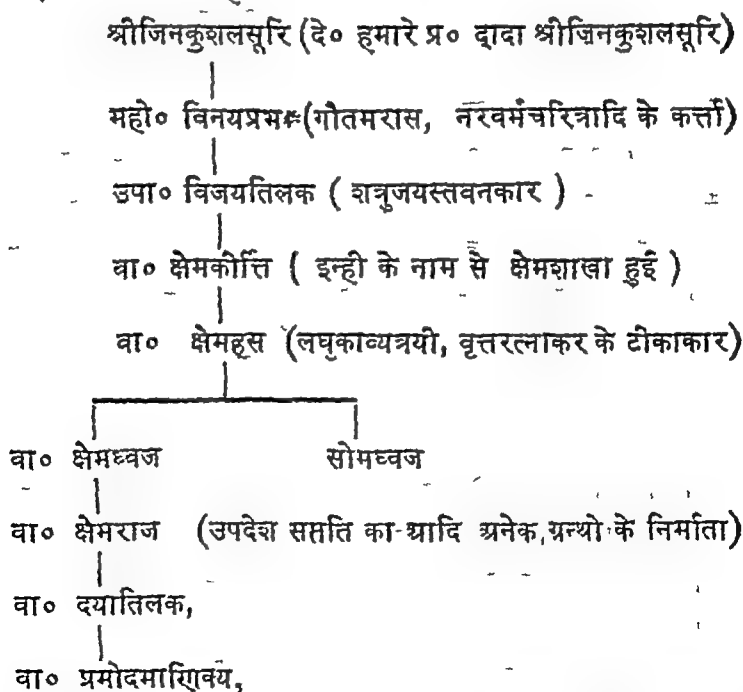 श्रीजिनकुशलसूरि (दे० हमारे प्र० दादा श्रीजिनकुशलसूरि)
महो० विनयप्रभ* (गौतमरास, नरवर्मचरित्रादि के कर्त्ता)
उपा० विजयतिलक ( शत्रुजयस्तवनकार )
वा० क्षेमकीर्त्ति ( इन्ही के नाम से क्षेमशाखा हुई )
वा० क्षेमहस (लघुकाव्यत्रयी, वृत्तरत्नाकर के टीकाकार)
वा० क्षेमध्वज सोमध्वज
वा० क्षेमराज (उपदेश सप्तति का आदि अनेक ग्रन्थो के निर्माता)
वा० दयातिलक,
वा० प्रमोदमाणिक्य,